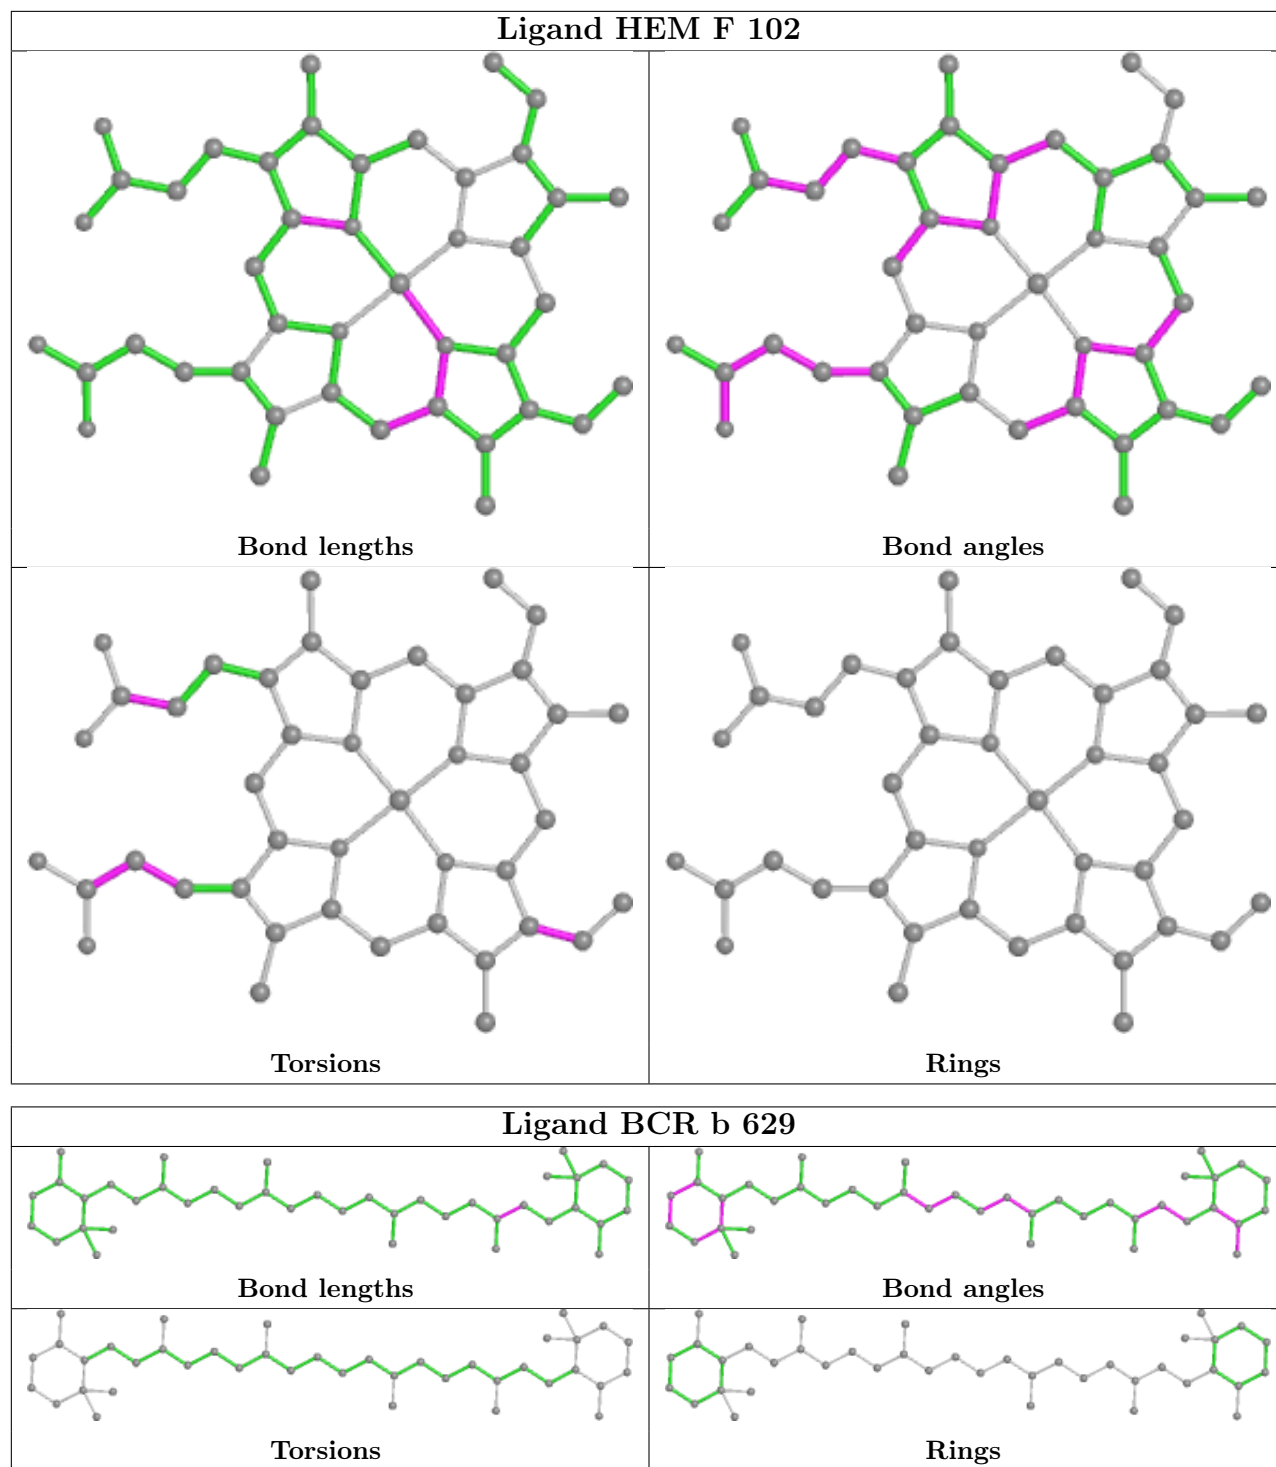 Ligand HEM F 102
Bond lengths
Bond angles
Torsions
Rings
Ligand BCR b 629
Bond lengths
Bond angles
Torsions
Rings